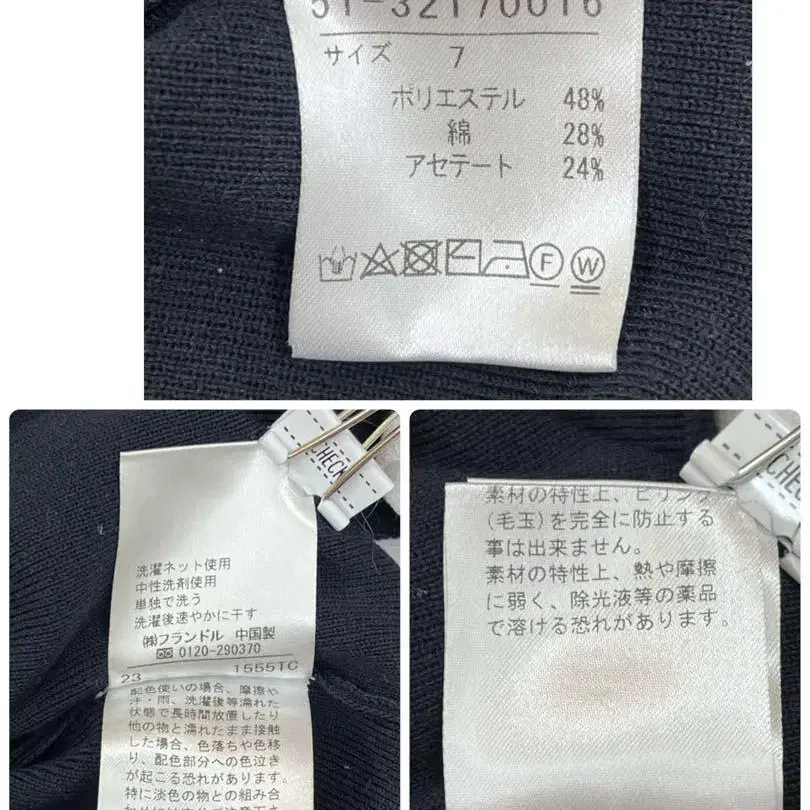 51-32170016
サイズ 7
ポリエステル 48%
綿 28%
アセテート 24%
F W
CHECK
洗濯ネット使用
中性洗剤使用
単独で洗う
洗濯後速やかに干す
㈱フランドル 中国製
0120-290370
23 1555TC
配色使いの場合、摩擦や
汗・雨、洗濯後等濡れた
状態で長時間放置したり
他の物と濡れたまま接触
した場合、色落ちや色移
り、配色部分への色泣き
が起こる恐れがあります。
特に淡色の物との組み合
CHEC
素材の特性上、ピリング
(毛玉)を完全に防止する
事は出来ません。
素材の特性上、熱や摩擦
に弱く、除光液等の薬品
で溶ける恐れがあります。